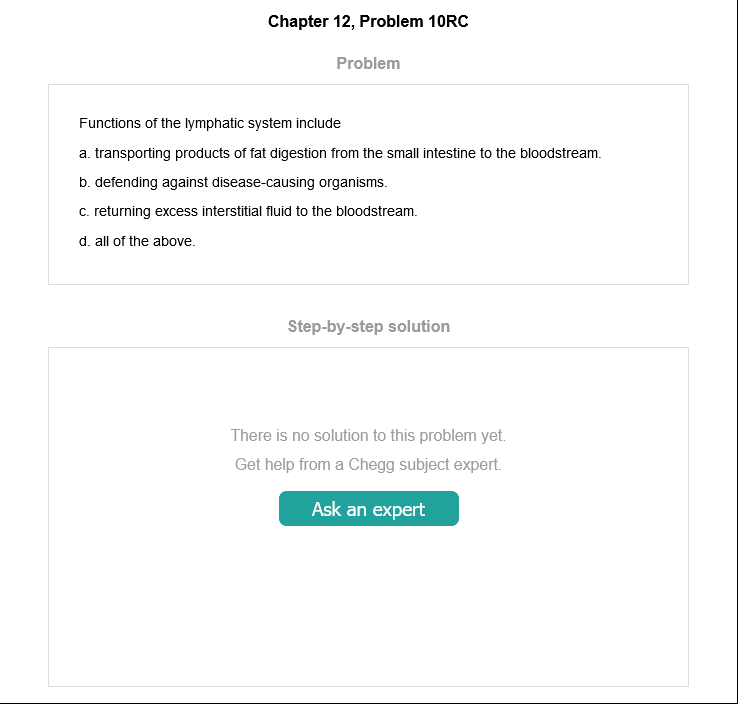 Chapter 12, Problem 10RC
Problem
Functions of the lymphatic system include
a. transporting products of fat digestion from the small intestine to the bloodstream.
b. defending against disease-causing organisms.
c. returning excess interstitial fluid to the bloodstream.
d. all of the above.
Step-by-step solution
There is no solution to this problem yet.
Get help from a Chegg subject expert.
Ask an expert